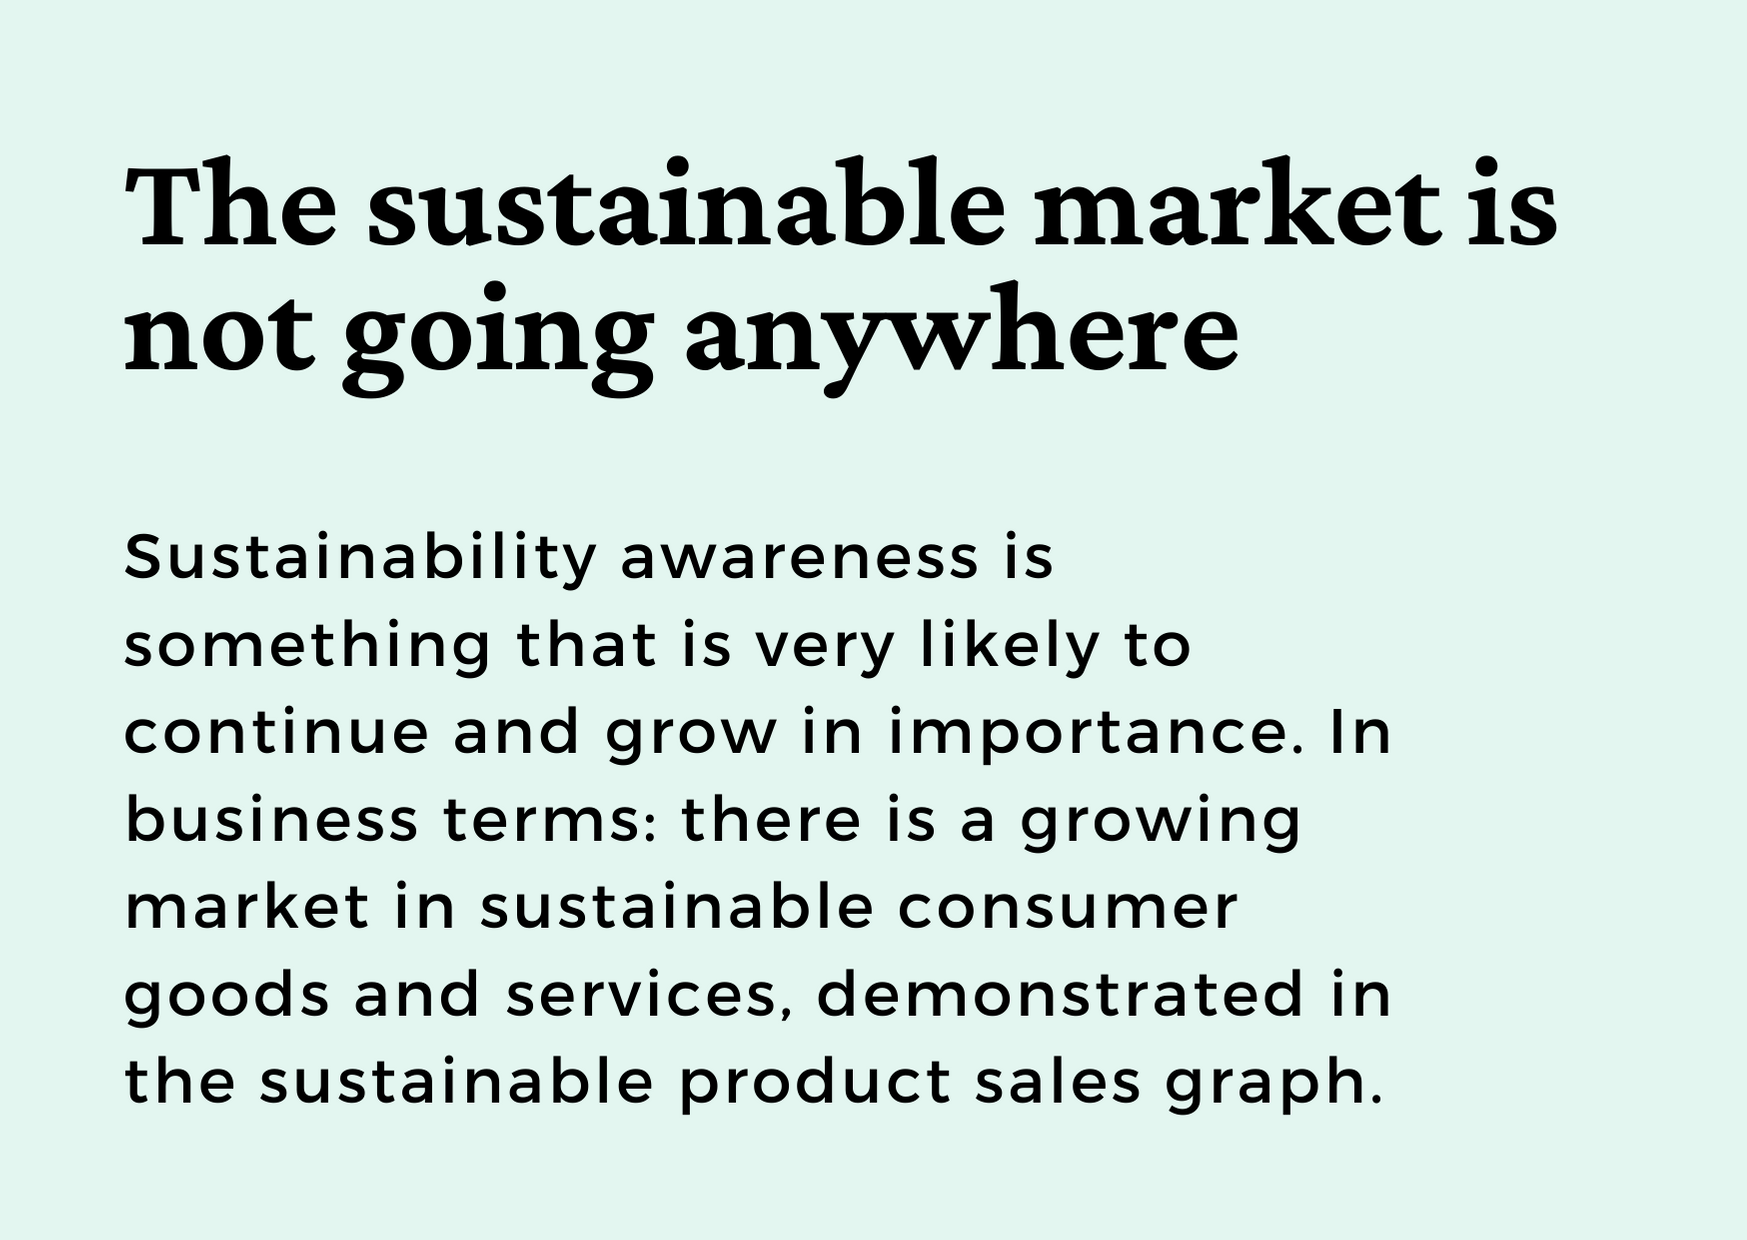 The sustainable market is
not going anywhere
Sustainability awareness is
something that is very likely to
continue and grow in importance. In
business terms: there is a growing
market in sustainable consumer
goods and services, demonstrated in
the sustainable product sales graph.